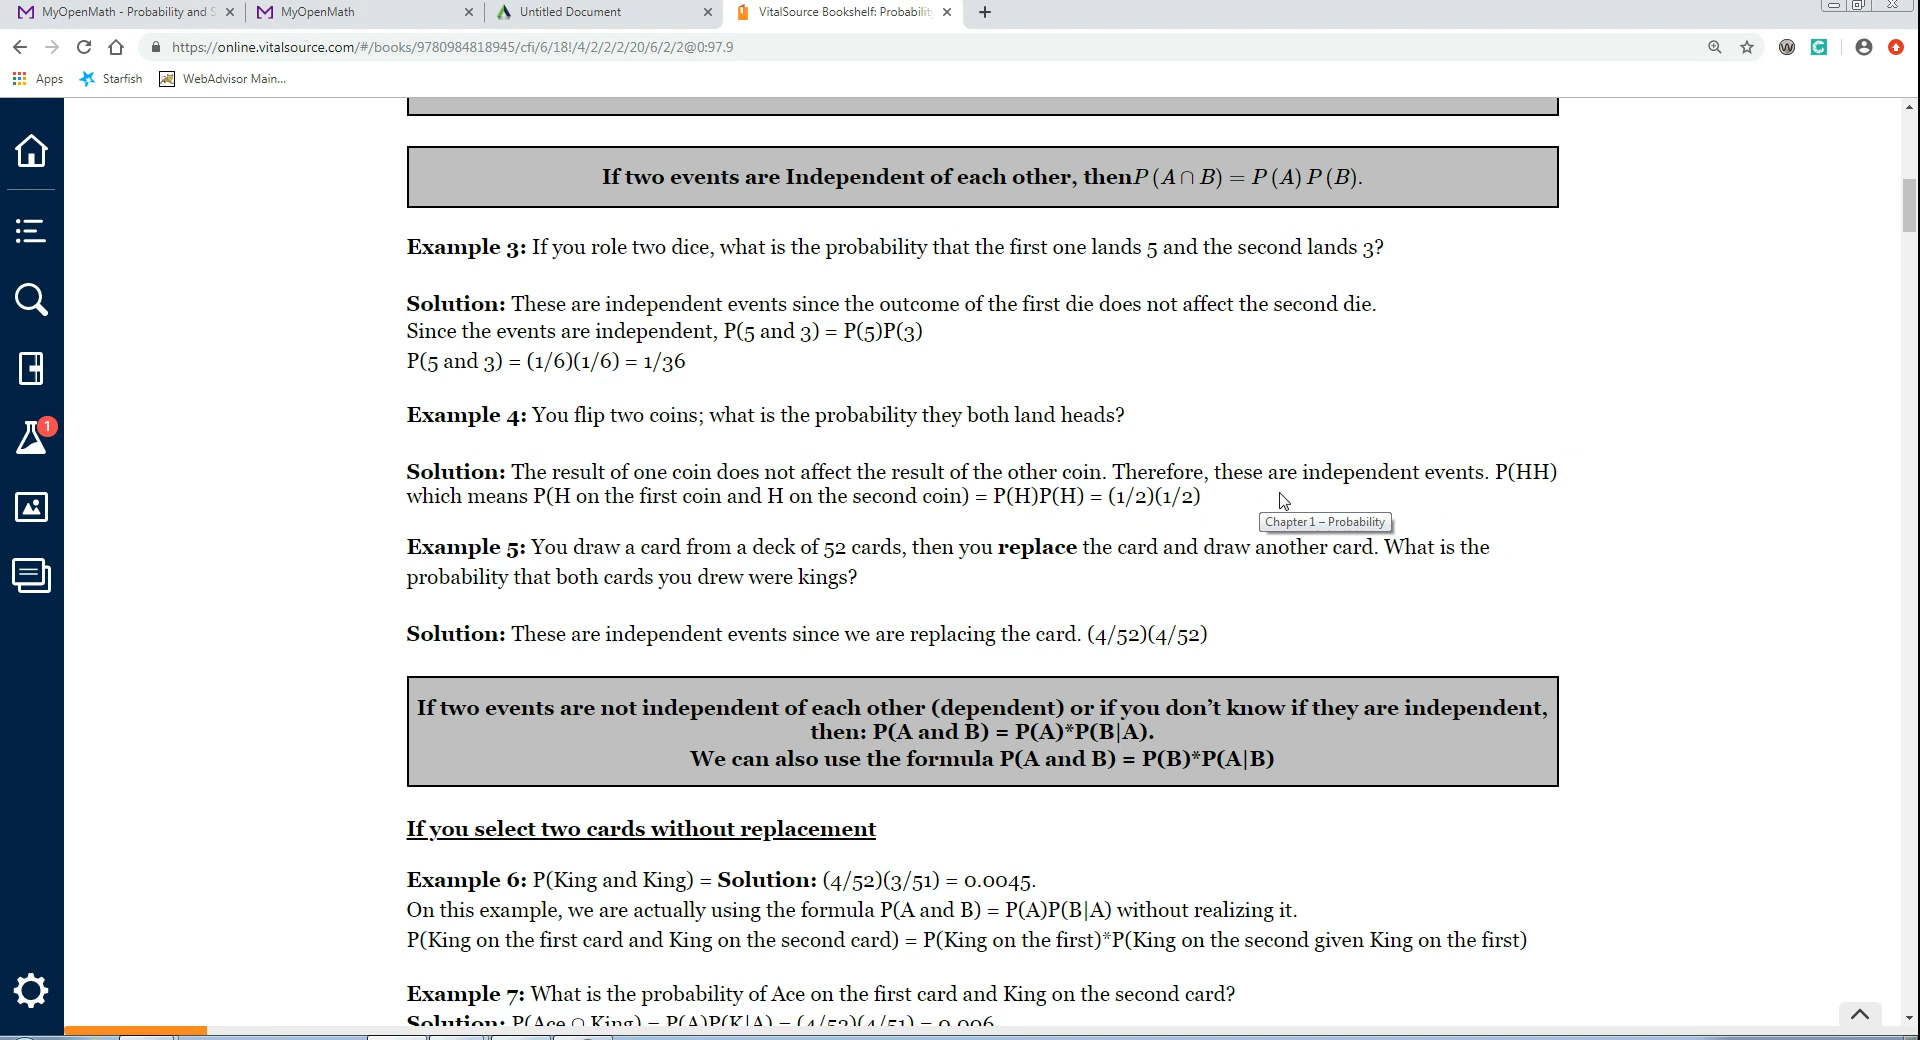 MyOpenMath - Probability and S
MyOpenMath
Untitled Document
VitalSource Bookshelf: Probability
https://online.vitalsource.com/#/books/9780984818945/cfi/6/18!/4/2/2/2/20/6/2/2@0:97.9
Apps
Starfish
WebAdvisor Main...
If two events are Independent of each other, thenP (A ∩ B) = P (A) P (B).
Example 3: If you role two dice, what is the probability that the first one lands 5 and the second lands 3?
Solution: These are independent events since the outcome of the first die does not affect the second die.
Since the events are independent, P(5 and 3) = P(5)P(3)
P(5 and 3) = (1/6)(1/6) = 1/36
Example 4: You flip two coins; what is the probability they both land heads?
1
Solution: The result of one coin does not affect the result of the other coin. Therefore, these are independent events. P(HH)
which means P(H on the first coin and H on the second coin) = P(H)P(H) = (1/2)(1/2)
Chapter 1 – Probability
Example 5: You draw a card from a deck of 52 cards, then you replace the card and draw another card. What is the
probability that both cards you drew were kings?
Solution: These are independent events since we are replacing the card. (4/52)(4/52)
If two events are not independent of each other (dependent) or if you don’t know if they are independent,
then: P(A and B) = P(A)*P(B|A).
We can also use the formula P(A and B) = P(B)*P(A|B)
If you select two cards without replacement
Example 6: P(King and King) = Solution: (4/52)(3/51) = 0.0045.
On this example, we are actually using the formula P(A and B) = P(A)P(B|A) without realizing it.
P(King on the first card and King on the second card) = P(King on the first)*P(King on the second given King on the first)
Example 7: What is the probability of Ace on the first card and King on the second card?
Solution: P(Ace ∩ King) = P(A)P(K|A) = (4/52)(4/51) = 0.006